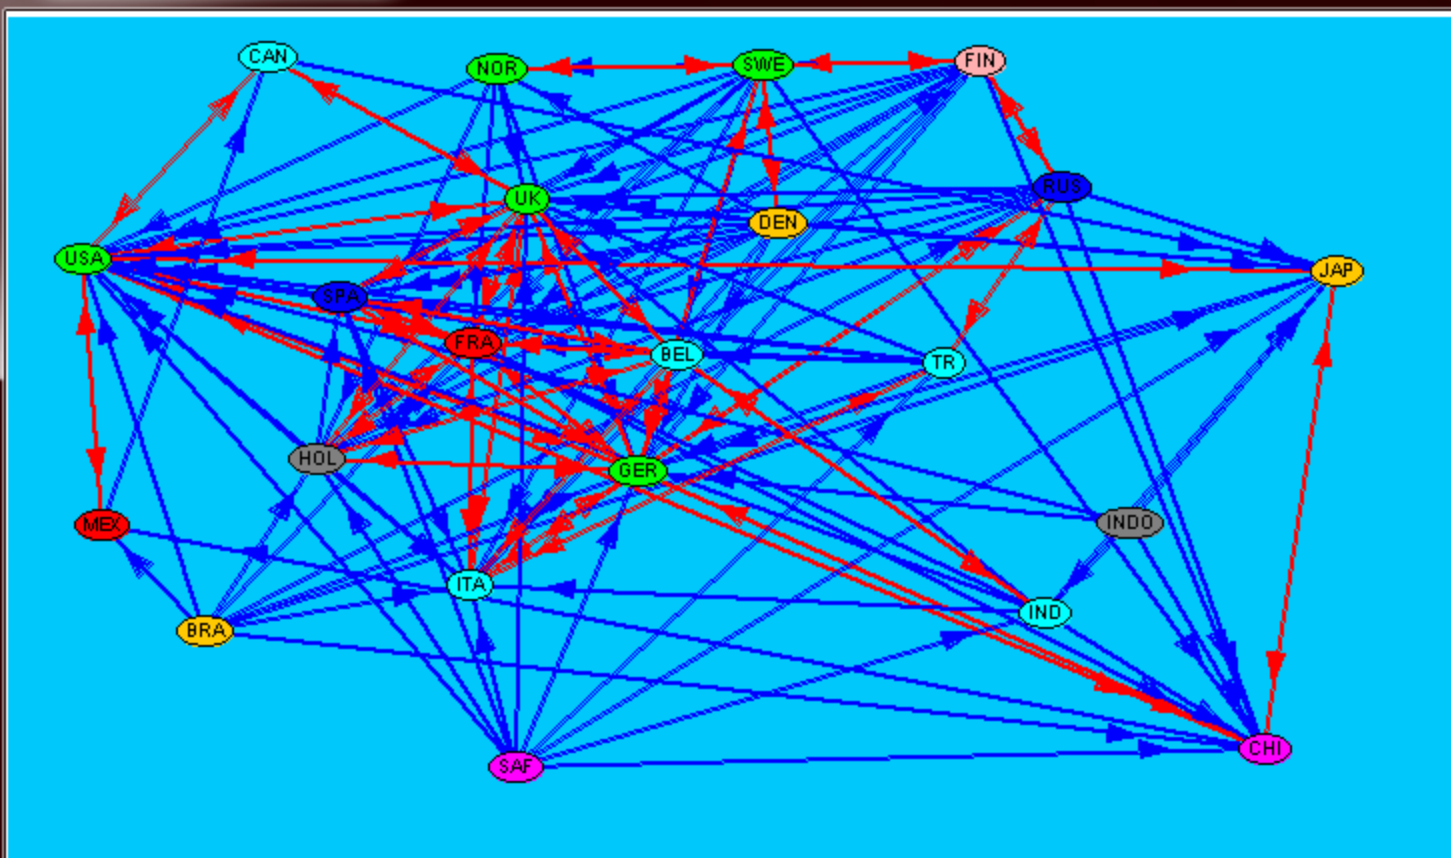 CAN
NOR
SWE
FIN
RUS
UK
DEN
USA
JAP
SPA
FRA
BEL
TR
HOL
GER
MEX
INDO
ITA
IND
BRA
CHI
SAF